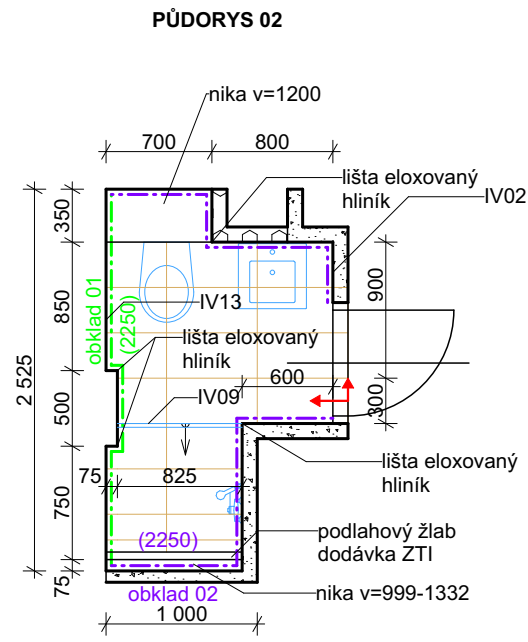 PŮDORYS 02
nika v=1200
700
800
lišta eloxovaný
hliník
IV02
350
850
500
750
75
2 525
obklad 01
(2250)
IV13
lišta eloxovaný
hliník
900
600
300
IV09
75
825
lišta eloxovaný
hliník
(2250)
podlahový žlab
dodávka ZTI
obklad 02
nika v=999-1332
1 000